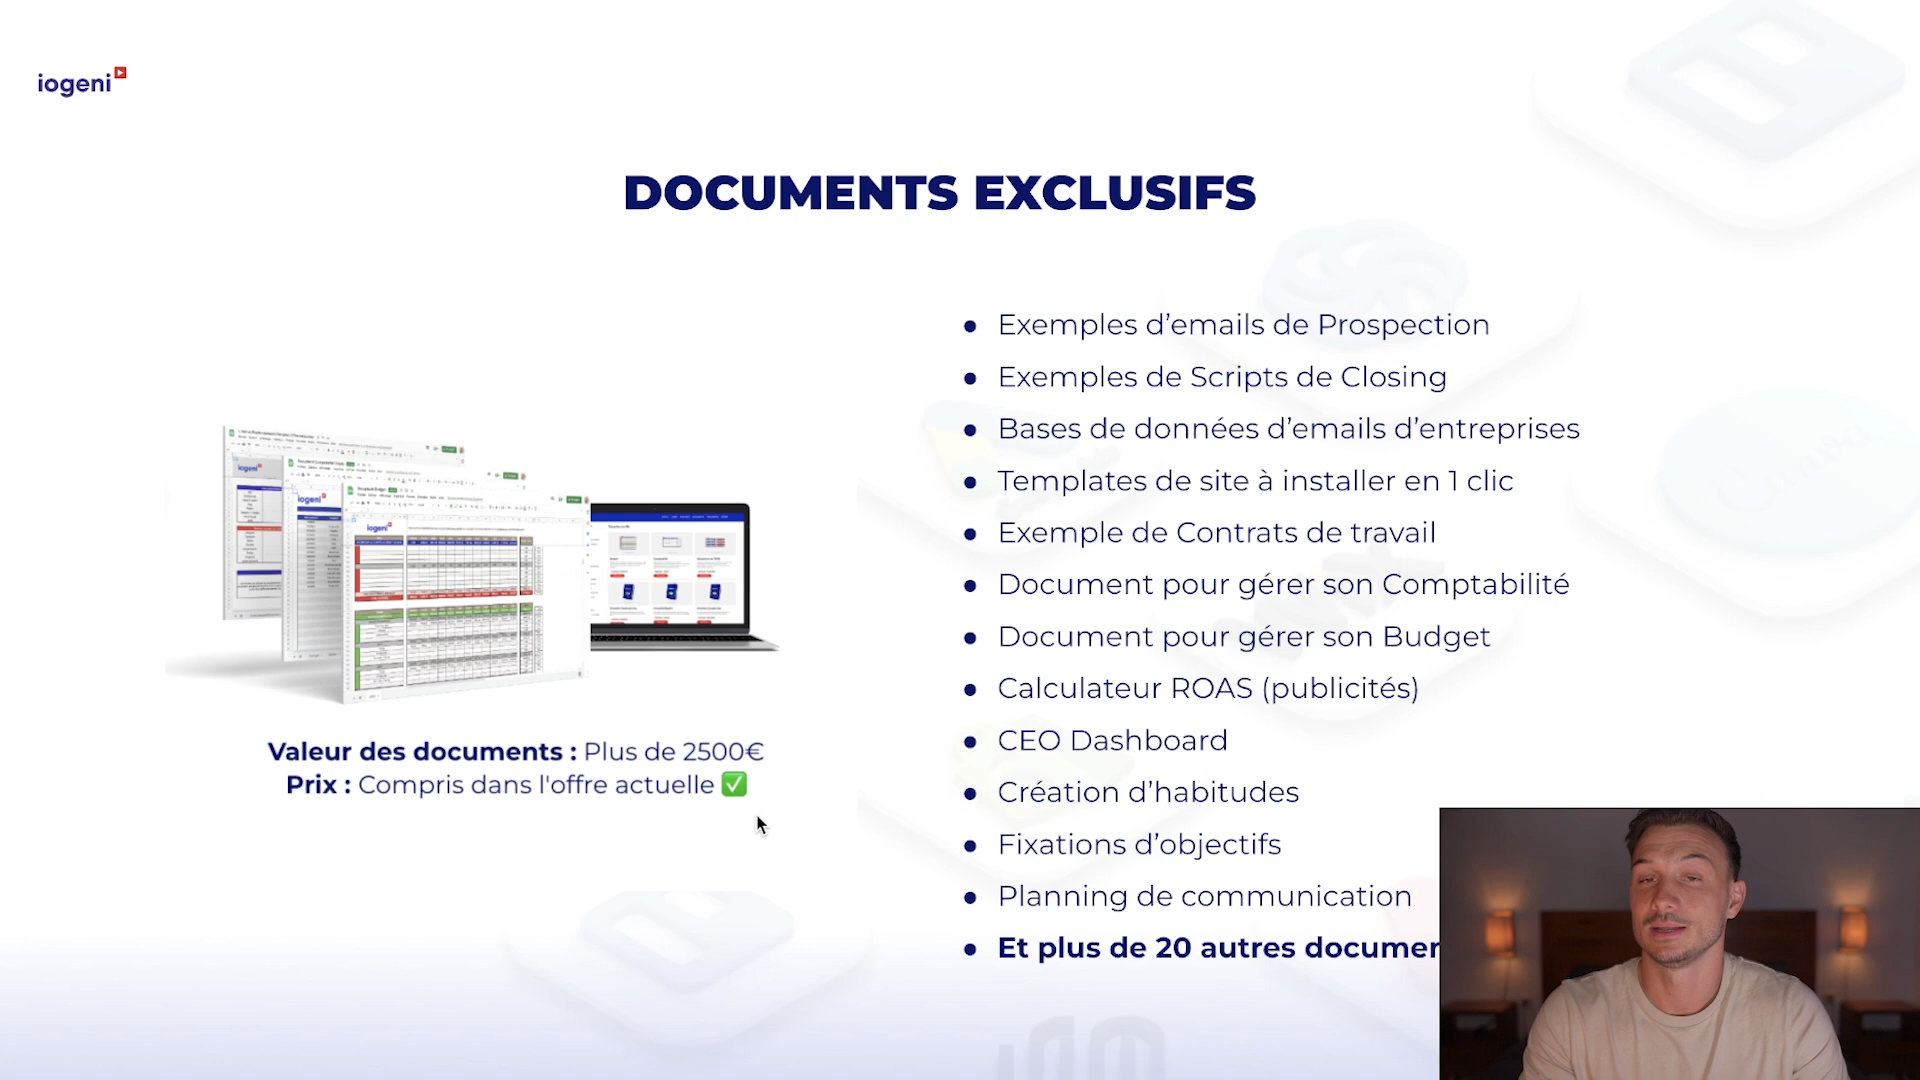 iogeni
DOCUMENTS EXCLUSIFS
● Exemples d’emails de Prospection
● Exemples de Scripts de Closing
● Bases de données d’emails d’entreprises
● Templates de site à installer en 1 clic
● Exemple de Contrats de travail
● Document pour gérer son Comptabilité
● Document pour gérer son Budget
● Calculateur ROAS (publicités)
● CEO Dashboard
● Création d’habitudes
● Fixations d’objectifs
● Planning de communication
● Et plus de 20 autres documen
iogeni
iogeni
iogeni
Valeur des documents : Plus de 2500€
Prix : Compris dans l'offre actuelle ✅